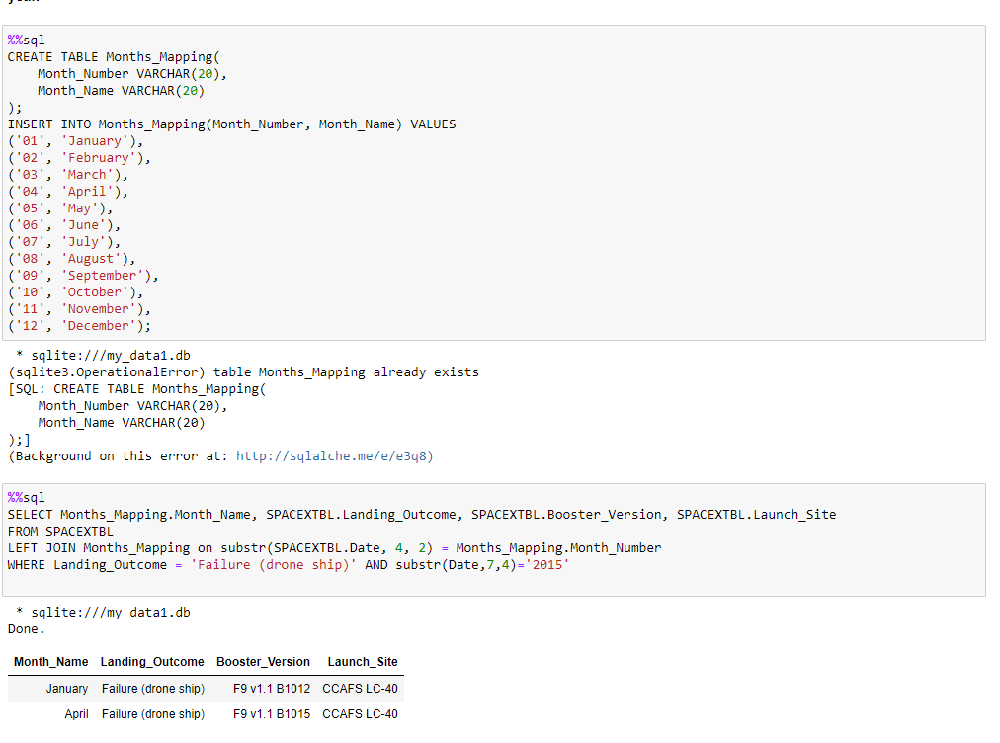 %%sql
CREATE TABLE Months_Mapping(
    Month_Number VARCHAR(20),
    Month_Name VARCHAR(20)
);
INSERT INTO Months_Mapping(Month_Number, Month_Name) VALUES
('01', 'January'),
('02', 'February'),
('03', 'March'),
('04', 'April'),
('05', 'May'),
('06', 'June'),
('07', 'July'),
('08', 'August'),
('09', 'September'),
('10', 'October'),
('11', 'November'),
('12', 'December');
 * sqlite:///my_data1.db
(sqlite3.OperationalError) table Months_Mapping already exists
[SQL: CREATE TABLE Months_Mapping(
    Month_Number VARCHAR(20),
    Month_Name VARCHAR(20)
);]
(Background on this error at: http://sqlalche.me/e/e3q8)
%%sql
SELECT Months_Mapping.Month_Name, SPACEXTBL.Landing_Outcome, SPACEXTBL.Booster_Version, SPACEXTBL.Launch_Site
FROM SPACEXTBL
LEFT JOIN Months_Mapping on substr(SPACEXTBL.Date, 4, 2) = Months_Mapping.Month_Number
WHERE Landing_Outcome = 'Failure (drone ship)' AND substr(Date,7,4)='2015'
 * sqlite:///my_data1.db
Done.
Month_Name Landing_Outcome Booster_Version Launch_Site
January Failure (drone ship) F9 v1.1 B1012 CCAFS LC-40
April Failure (drone ship) F9 v1.1 B1015 CCAFS LC-40